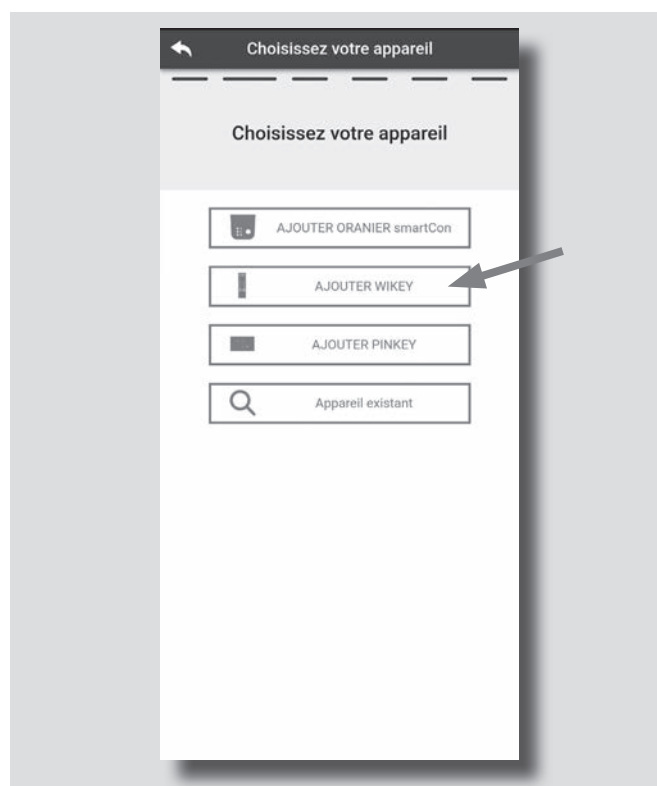 Choisissez votre appareil
Choisissez votre appareil
AJOUTER ORANIER smartCon
AJOUTER WIKEY
AJOUTER PINKEY
Appareil existant